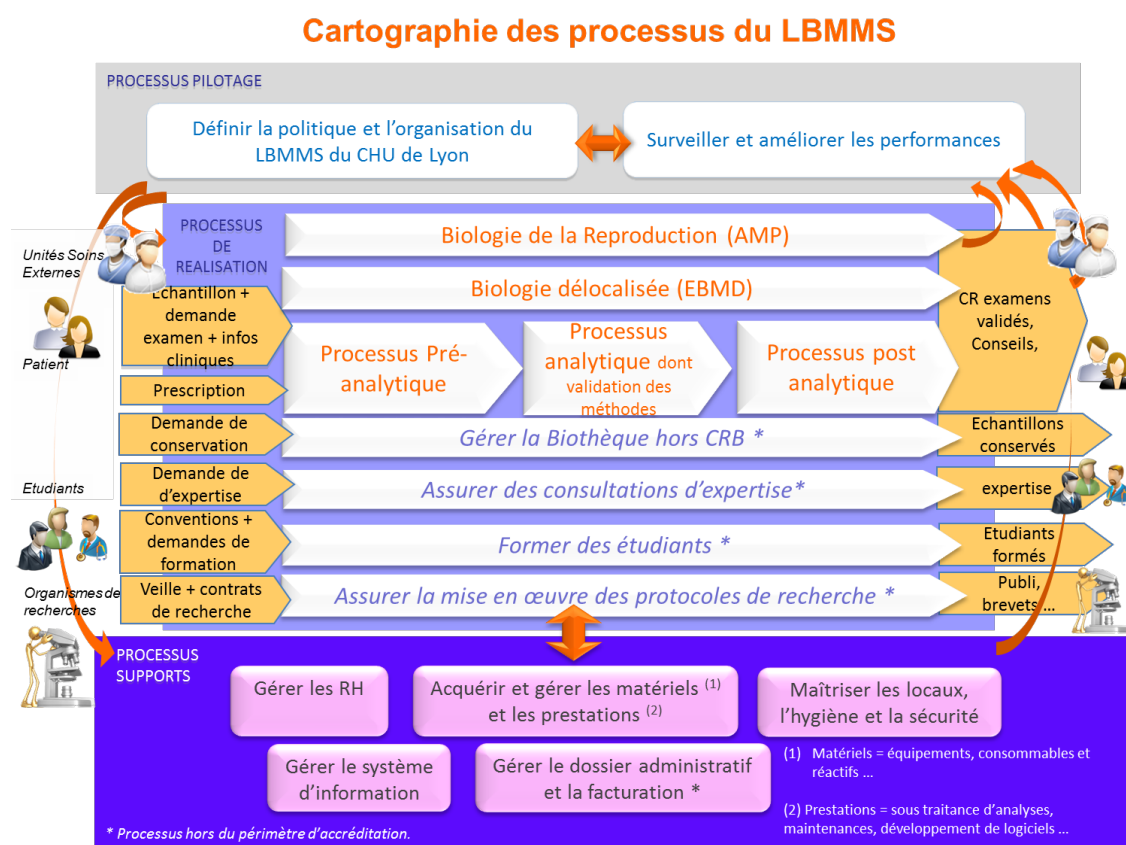 Cartographie des processus du LBMMS
PROCESSUS PILOTAGE
Définir la politique et l'organisation du
LBMMS du CHU de Lyon
Surveiller et améliorer les performances
PROCESSUS
DE
REALISATION
Unités Soins
Externes
Patient
Etudiants
Organismes de
recherches
Echantillon +
demande
examen + infos
cliniques
Prescription
Demande de
conservation
Demande de
d'expertise
Conventions +
demandes de
formation
Veille + contrats
de recherche
Biologie de la Reproduction (AMP)
Biologie délocalisée (EBMD)
Processus Pré-
analytique
Processus
analytique dont
validation des
méthodes
Processus post
analytique
Gérer la Biothèque hors CRB *
Assurer des consultations d'expertise*
Former des étudiants *
Assurer la mise en œuvre des protocoles de recherche *
CR examens
validés,
Conseils,
Echantillons
conservés
expertise
Etudiants
formés
Publi,
brevets ...
PROCESSUS
SUPPORTS
Gérer les RH
Acquérir et gérer les matériels (1)
et les prestations (2)
Maîtriser les locaux,
l'hygiène et la sécurité
Gérer le système
d'information
Gérer le dossier administratif
et la facturation *
(1) Matériels = équipements, consommables et
réactifs ...
(2) Prestations = sous traitance d'analyses,
maintenances, développement de logiciels ...
* Processus hors du périmètre d'accréditation.